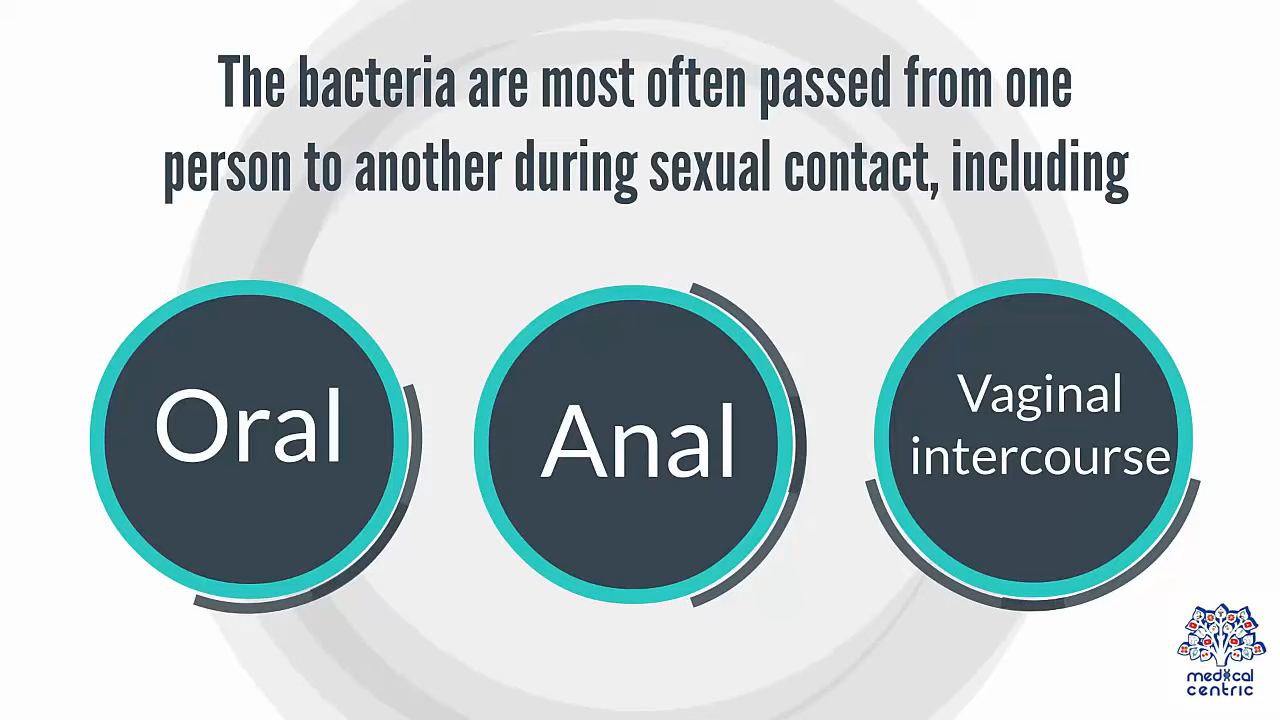 The bacteria are most often passed from one
person to another during sexual contact, including
Oral
Anal
Vaginal
intercourse
medical
centric